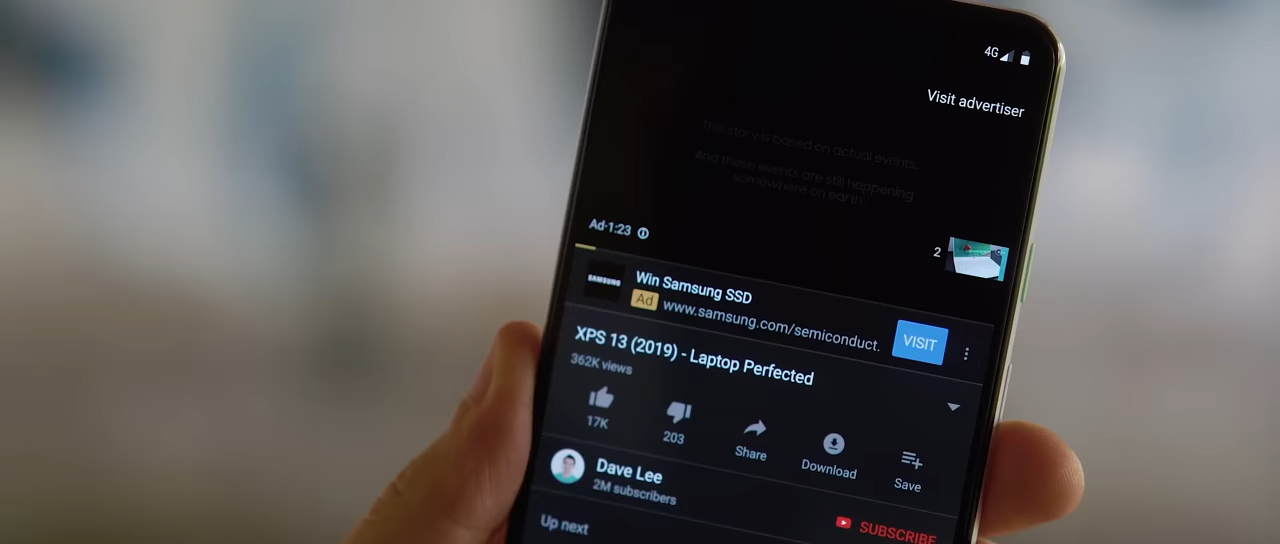 4G
Visit advertiser
This story is based on actual events.
And these events are still happening
somewhere on earth.
Ad·1:23
2
SAMSUNG
Win Samsung SSD
Ad www.samsung.com/semiconduct.
VISIT
XPS 13 (2019) - Laptop Perfected
362K views
17K
203
Share
Download
Save
Dave Lee
2M subscribers
SUBSCRIBE
Up next